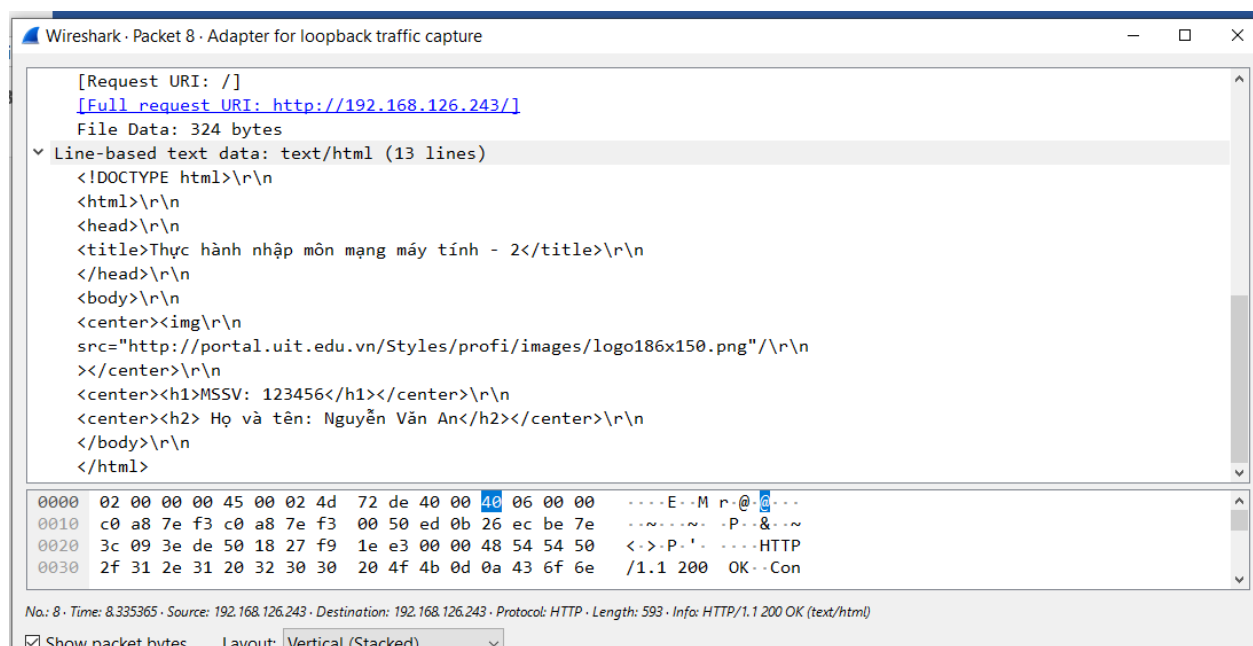 Wireshark · Packet 8 · Adapter for loopback traffic capture
[Request URI: /]
[Full request URI: http://192.168.126.243/]
File Data: 324 bytes
Line-based text data: text/html (13 lines)
<!DOCTYPE html>\r\n
<html>\r\n
<head>\r\n
<title>Thực hành nhập môn mạng máy tính - 2</title>\r\n
</head>\r\n
<body>\r\n
<center><img\r\n
src="http://portal.uit.edu.vn/Styles/profi/images/logo186x150.png"/\r\n
></center>\r\n
<center><h1>MSSV: 123456</h1></center>\r\n
<center><h2> Họ và tên: Nguyễn Văn An</h2></center>\r\n
</body>\r\n
</html>
0000 02 00 00 00 45 00 02 4d 72 de 40 00 40 06 00 00 ····E··M r·@·@···
0010 c0 a8 7e f3 c0 a8 7e f3 00 50 ed 0b 26 ec be 7e ··~···~· ·P··&··~
0020 3c 09 3e de 50 18 27 f9 1e e3 00 00 48 54 54 50 <·>·P·'· ····HTTP
0030 2f 31 2e 31 20 32 30 30 20 4f 4b 0d 0a 43 6f 6e /1.1 200 OK··Con
No.: 8 · Time: 8.335365 · Source: 192.168.126.243 · Destination: 192.168.126.243 · Protocol: HTTP · Length: 593 · Info: HTTP/1.1 200 OK (text/html)
Show packet bytes Layout: Vertical (Stacked)